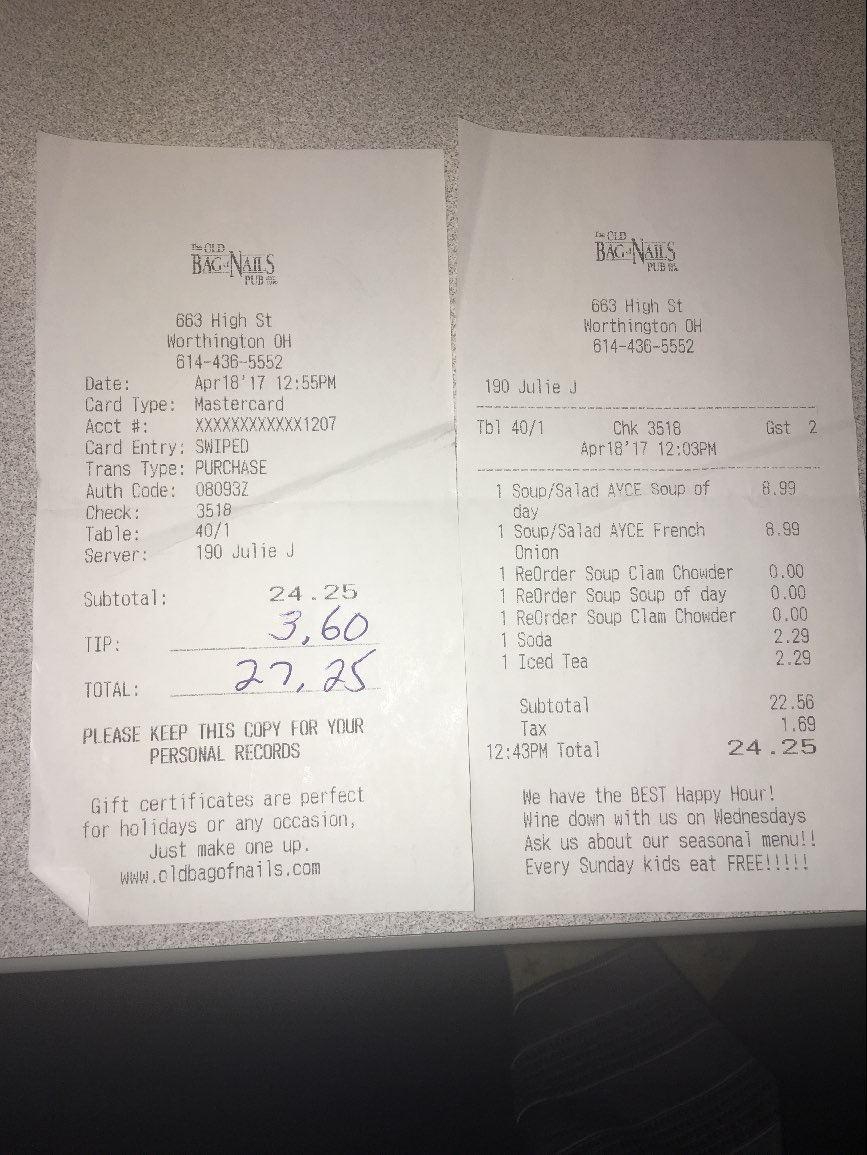 The OLD
BAG of NAILS
PUB
663 High St
Worthington OH
614-436-5552
Date: Apr18'17 12:55PM
Card Type: Mastercard
Acct #: XXXXXXXXXXXX1207
Card Entry: SWIPED
Trans Type: PURCHASE
Auth Code: 08093Z
Check: 3518
Table: 40/1
Server: 190 Julie J
Subtotal: 24.25
TIP: 3,60
TOTAL: 27,25
PLEASE KEEP THIS COPY FOR YOUR
PERSONAL RECORDS
Gift certificates are perfect
for holidays or any occasion,
Just make one up.
www.oldbagofnails.com
The OLD
BAG of NAILS
PUB
663 High St
Worthington OH
614-436-5552
190 Julie J
Tbl 40/1 Chk 3518 Gst 2
Apr18'17 12:03PM
1 Soup/Salad AYCE Soup of 8.99
day
1 Soup/Salad AYCE French 8.99
Onion
1 ReOrder Soup Clam Chowder 0.00
1 ReOrder Soup Soup of day 0.00
1 ReOrder Soup Clam Chowder 0.00
1 Soda 2.29
1 Iced Tea 2.29
Subtotal 22.56
Tax 1.69
12:43PM Total 24.25
We have the BEST Happy Hour!
Wine down with us on Wednesdays
Ask us about our seasonal menu!!
Every Sunday kids eat FREE!!!!!